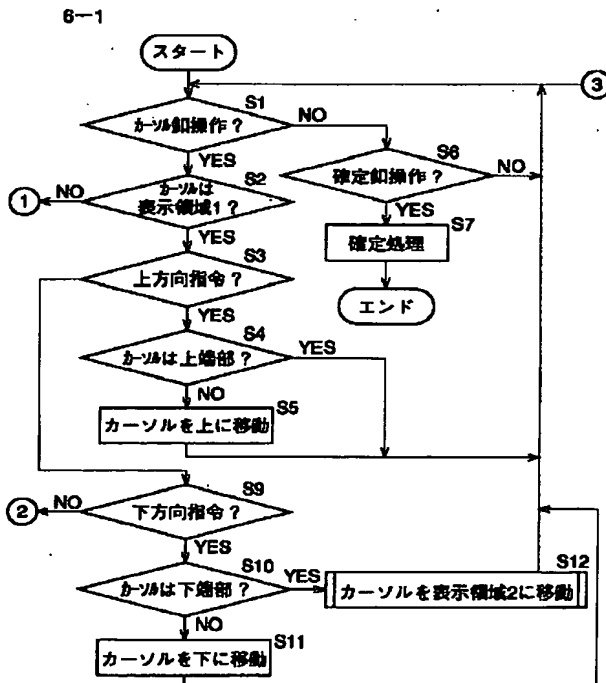 6―1
スタート
③
S1
カーソル釦操作？
NO
YES
S6
確定釦操作？
NO
YES
S2
カーソルは
表示領域1？
NO
①
YES
S7
確定処理
エンド
S3
上方向指令？
YES
S4
カーソルは上端部？
YES
NO
S5
カーソルを上に移動
S9
下方向指令？
NO
②
YES
S10
カーソルは下端部？
YES
S12
カーソルを表示領域2に移動
NO
S11
カーソルを下に移動